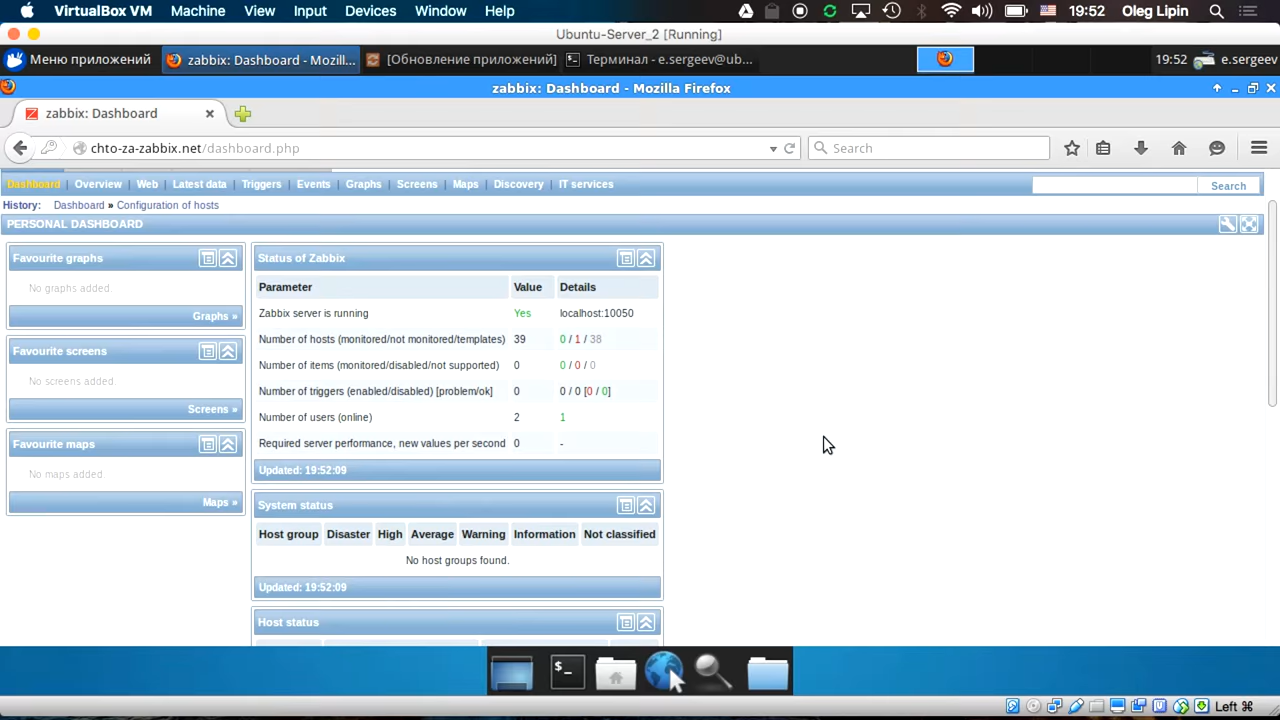 VirtualBox VM Machine View Input Devices Window Help 19:52 Oleg Lipin
Ubuntu-Server_2 [Running]
Меню приложений zabbix: Dashboard - Mozill... [Обновление приложений] Терминал - e.sergeev@ub... 19:52 e.sergeev
zabbix: Dashboard - Mozilla Firefox
zabbix: Dashboard
chto-za-zabbix.net/dashboard.php Search
Dashboard | Overview | Web | Latest data | Triggers | Events | Graphs | Screens | Maps | Discovery | IT services Search
History: Dashboard » Configuration of hosts
PERSONAL DASHBOARD
Favourite graphs
No graphs added.
Graphs »
Favourite screens
No screens added.
Screens »
Favourite maps
No maps added.
Maps »
Status of Zabbix
Parameter Value Details
Zabbix server is running Yes localhost:10050
Number of hosts (monitored/not monitored/templates) 39 0 / 1 / 38
Number of items (monitored/disabled/not supported) 0 0 / 0 / 0
Number of triggers (enabled/disabled) [problem/ok] 0 0 / 0 [0 / 0]
Number of users (online) 2 1
Required server performance, new values per second 0 -
Updated: 19:52:09
System status
Host group Disaster High Average Warning Information Not classified
No host groups found.
Updated: 19:52:09
Host status
$_
Left ⌘